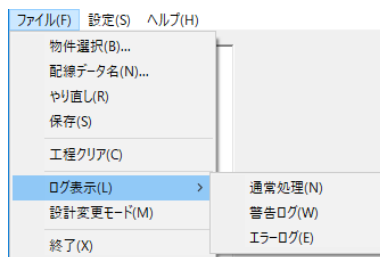 ファイル(F) 設定(S) ヘルプ(H)
物件選択(B)...
配線データ名(N)...
やり直し(R)
保存(S)
工程クリア(C)
ログ表示(L) >
通常処理(N)
設計変更モード(M)
警告ログ(W)
エラーログ(E)
終了(X)